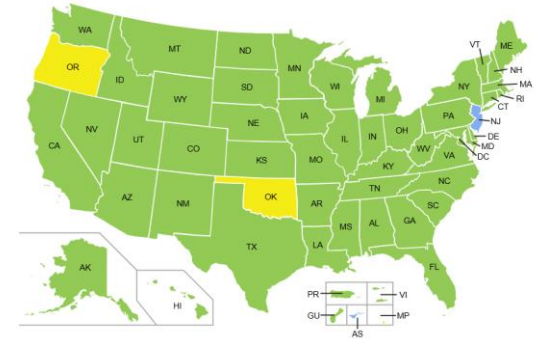 WA
MT
ND
MN
VT
ME
OR
ID
SD
WI
MI
NY
NH
MA
RI
CT
WY
NE
IA
PA
NJ
NV
UT
CO
KS
MO
IL
IN
OH
WV
VA
DE
MD
DC
CA
AZ
NM
OK
AR
KY
TN
NC
SC
TX
LA
MS
AL
GA
FL
AK
HI
PR
VI
GU
MP
AS